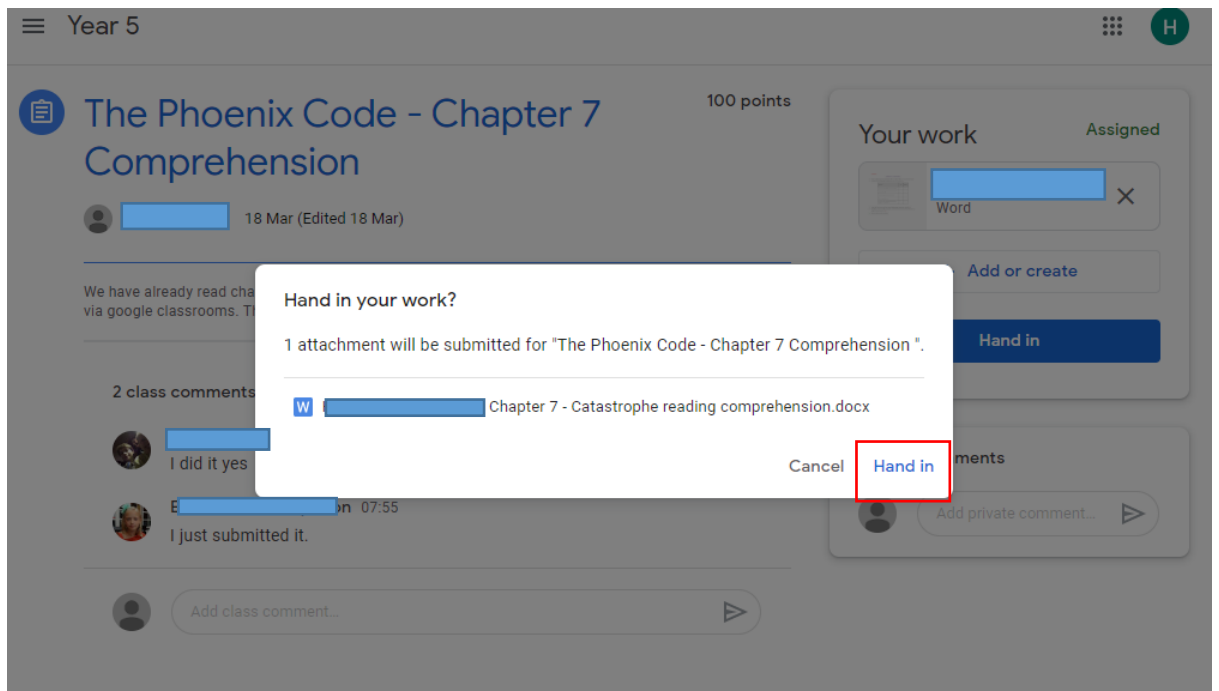 Year 5
H
The Phoenix Code - Chapter 7
Comprehension
100 points
18 Mar (Edited 18 Mar)
We have already read cha
via google classrooms.
2 class comments
I did it yes
07:55
I just submitted it.
Add class comment...
Your work
Assigned
Word
Add or create
Hand in
ments
Add private comment...
Hand in your work?
1 attachment will be submitted for "The Phoenix Code - Chapter 7 Comprehension ".
W
Chapter 7 - Catastrophe reading comprehension.docx
Cancel
Hand in